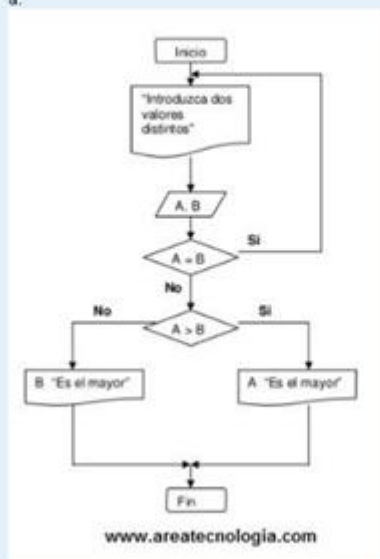 a.
Inicio
"Introduzca dos
valores
distintos"
A. B
Si
A = B
No
No
Si
A > B
B "Es el mayor"
A "Es el mayor"
Fin
www.areatecnologia.com